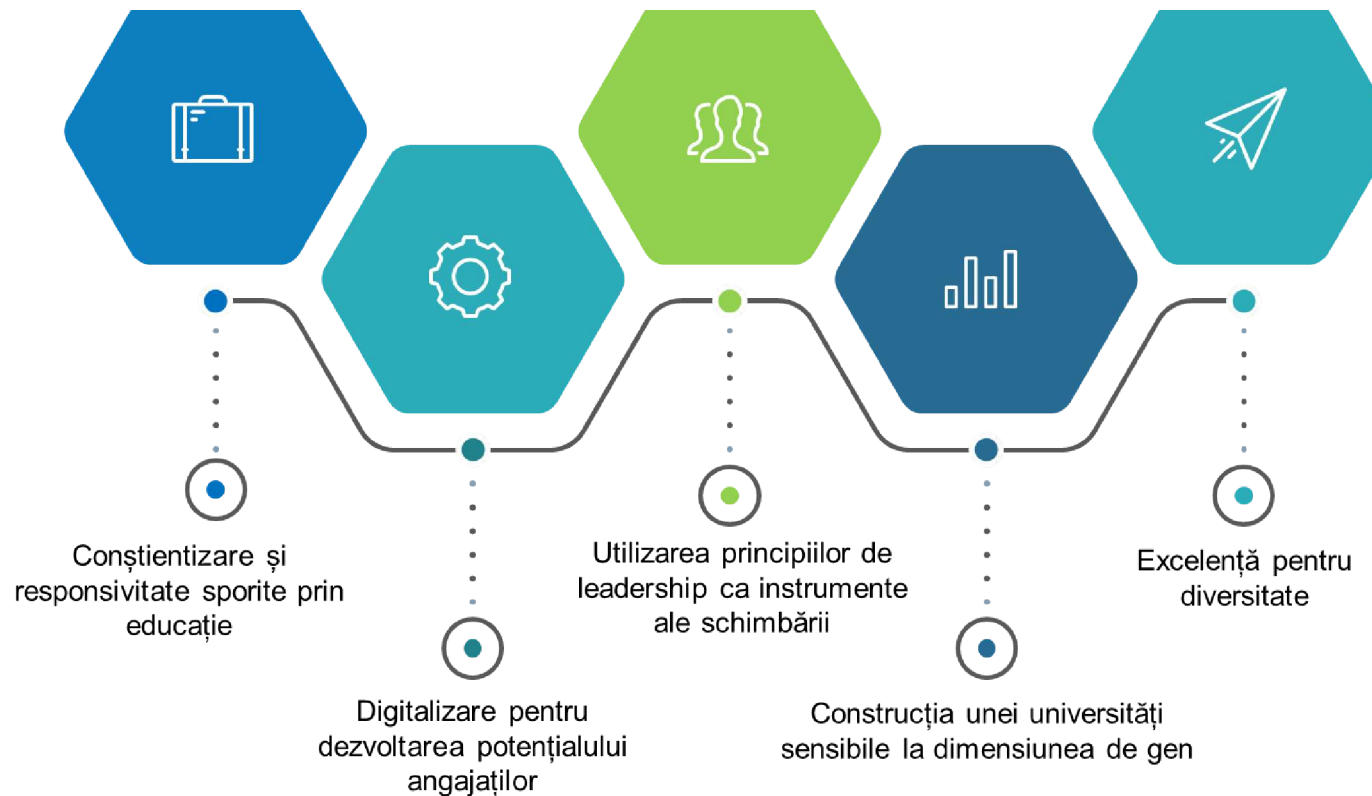 Conștientizare și
responsivitate sporite prin
educație
Digitalizare pentru
dezvoltarea potențialului
angajaților
Utilizarea principiilor de
leadership ca instrumente
ale schimbării
Construcția unei universități
sensibile la dimensiunea de gen
Excelență pentru
diversitate